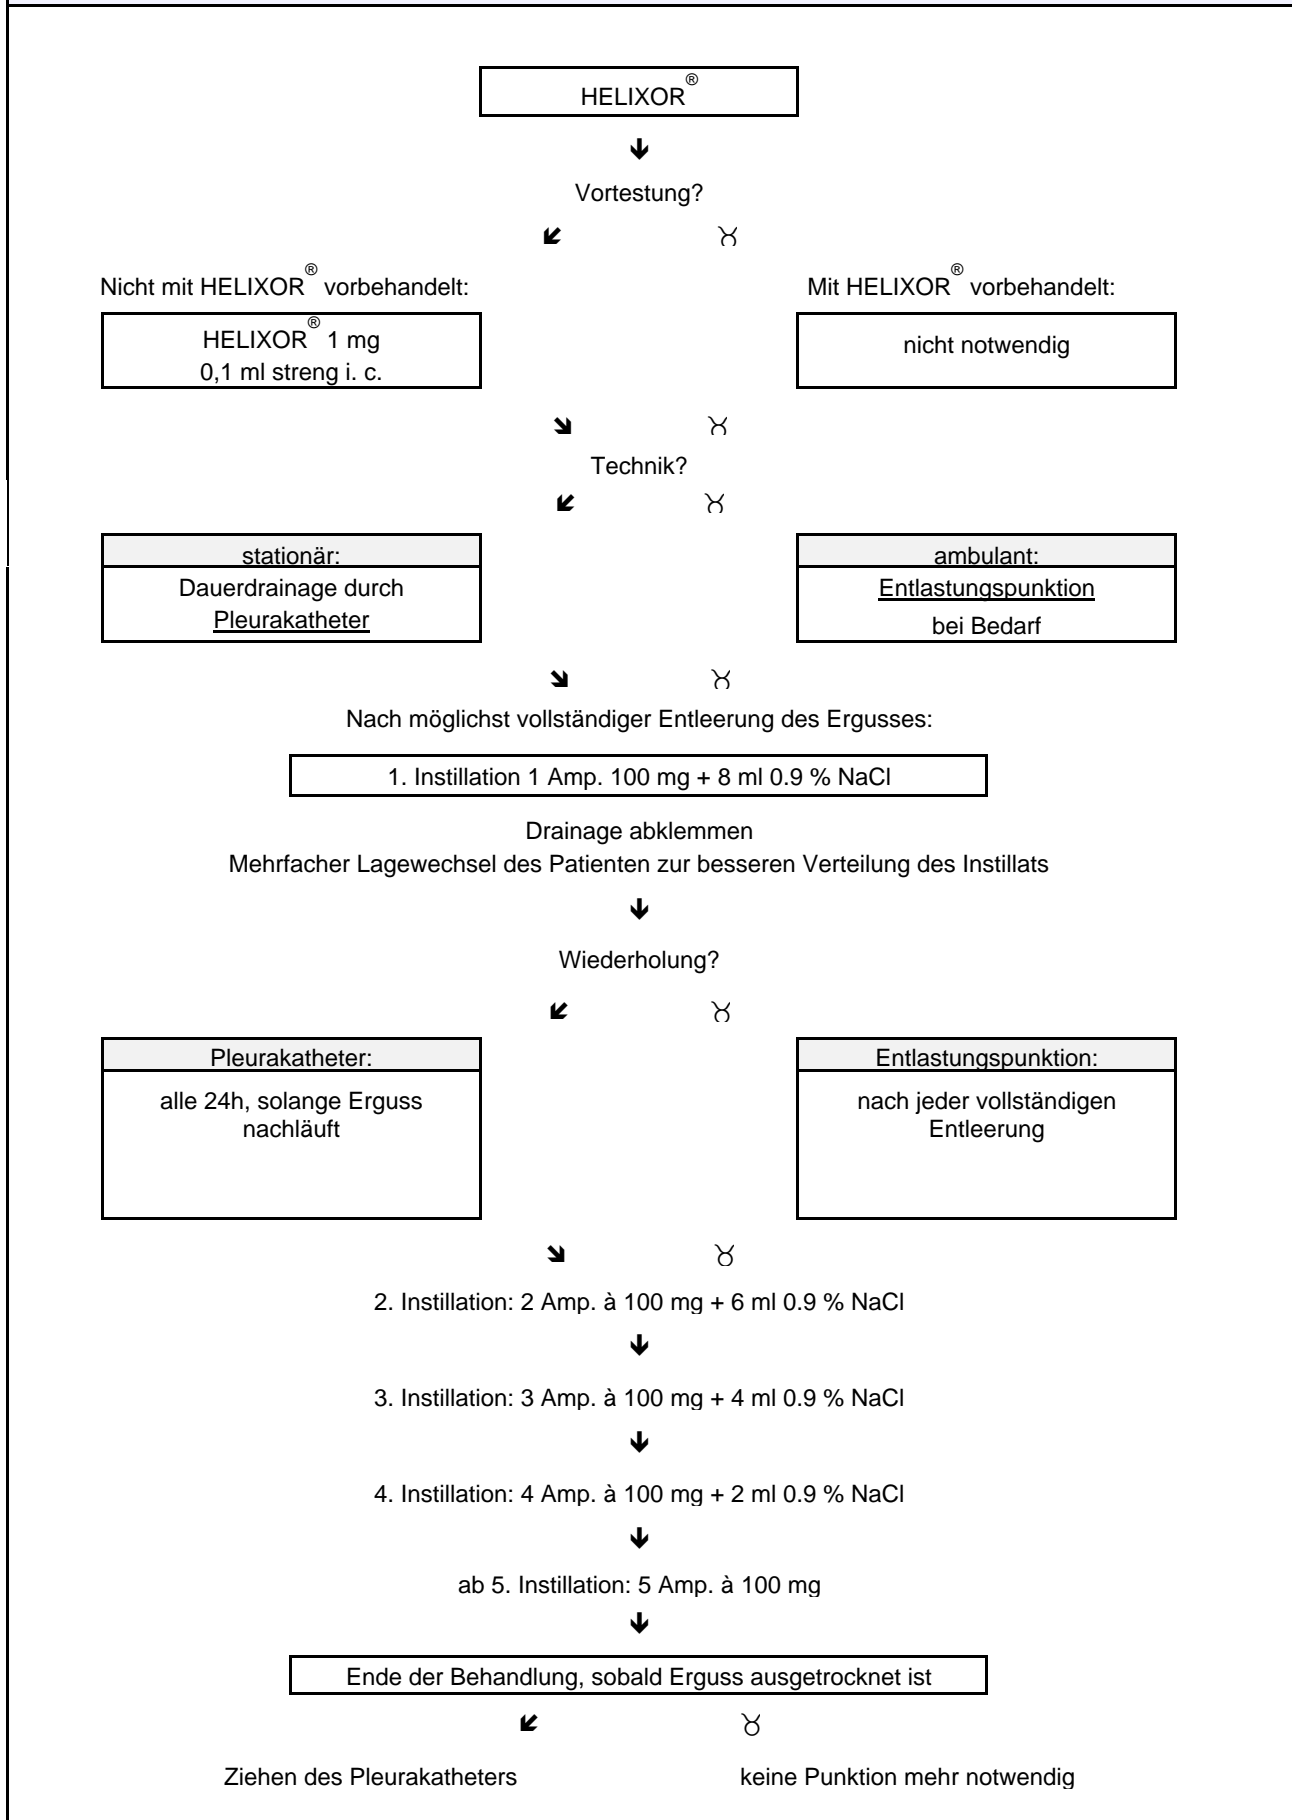 HELIXOR®
Vortestung?
Nicht mit HELIXOR® vorbehandelt:
Mit HELIXOR® vorbehandelt:
HELIXOR® 1 mg
0,1 ml streng i. c.
nicht notwendig
Technik?
stationär:
Dauerdrainage durch
Pleurakatheter
ambulant:
Entlastungspunktion
bei Bedarf
Nach möglichst vollständiger Entleerung des Ergusses:
1. Instillation 1 Amp. 100 mg + 8 ml 0.9 % NaCl
Drainage abklemmen
Mehrfacher Lagewechsel des Patienten zur besseren Verteilung des Instillats
Wiederholung?
Pleurakatheter:
alle 24h, solange Erguss
nachläuft
Entlastungspunktion:
nach jeder vollständigen
Entleerung
2. Instillation: 2 Amp. à 100 mg + 6 ml 0.9 % NaCl
3. Instillation: 3 Amp. à 100 mg + 4 ml 0.9 % NaCl
4. Instillation: 4 Amp. à 100 mg + 2 ml 0.9 % NaCl
ab 5. Instillation: 5 Amp. à 100 mg
Ende der Behandlung, sobald Erguss ausgetrocknet ist
Ziehen des Pleurakatheters
keine Punktion mehr notwendig